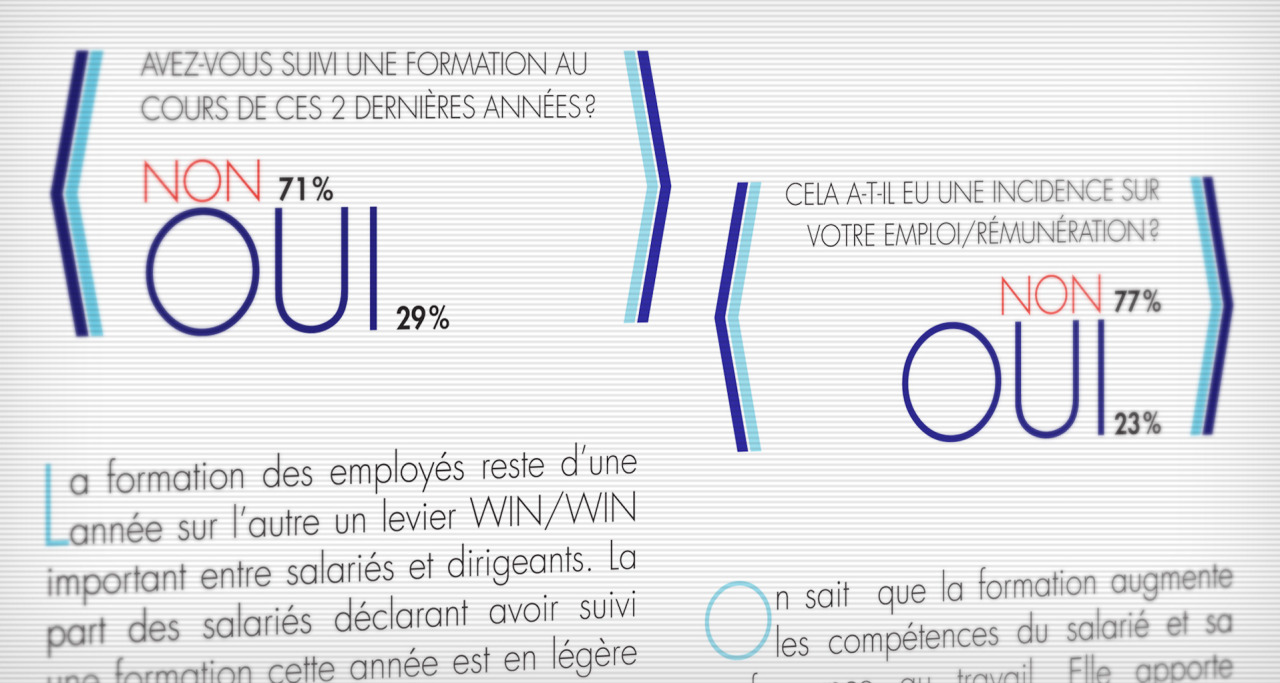 AVEZ-VOUS SUIVI UNE FORMATION AU
COURS DE CES 2 DERNIÈRES ANNÉES?
NON 71%
OUI 29%
La formation des employés reste d'une
année sur l'autre un levier WIN/WIN
important entre salariés et dirigeants. La
part des salariés déclarant avoir suivi
une formation cette année est en légère
CELA A-T-IL EU UNE INCIDENCE SUR
VOTRE EMPLOI/RÉMUNÉRATION?
NON 77%
OUI 23%
On sait que la formation augmente
les compétences du salarié et sa
au travail. Elle apporte